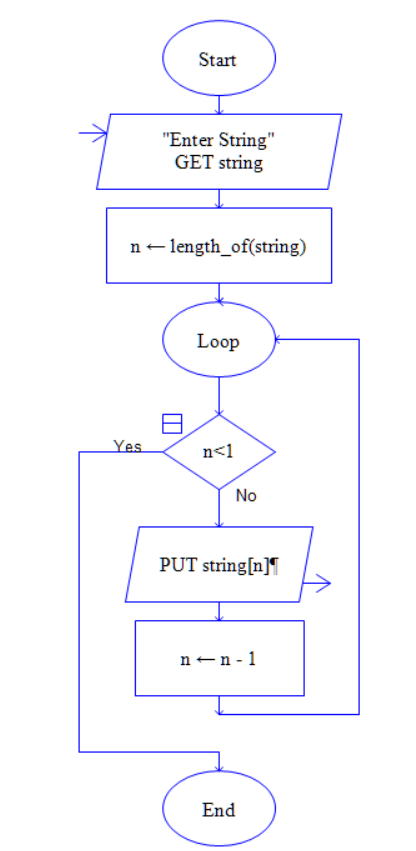 Start
"Enter String"
GET string
n ← length_of(string)
Loop
Yes
n<1
No
PUT string[n]¶
n ← n - 1
End